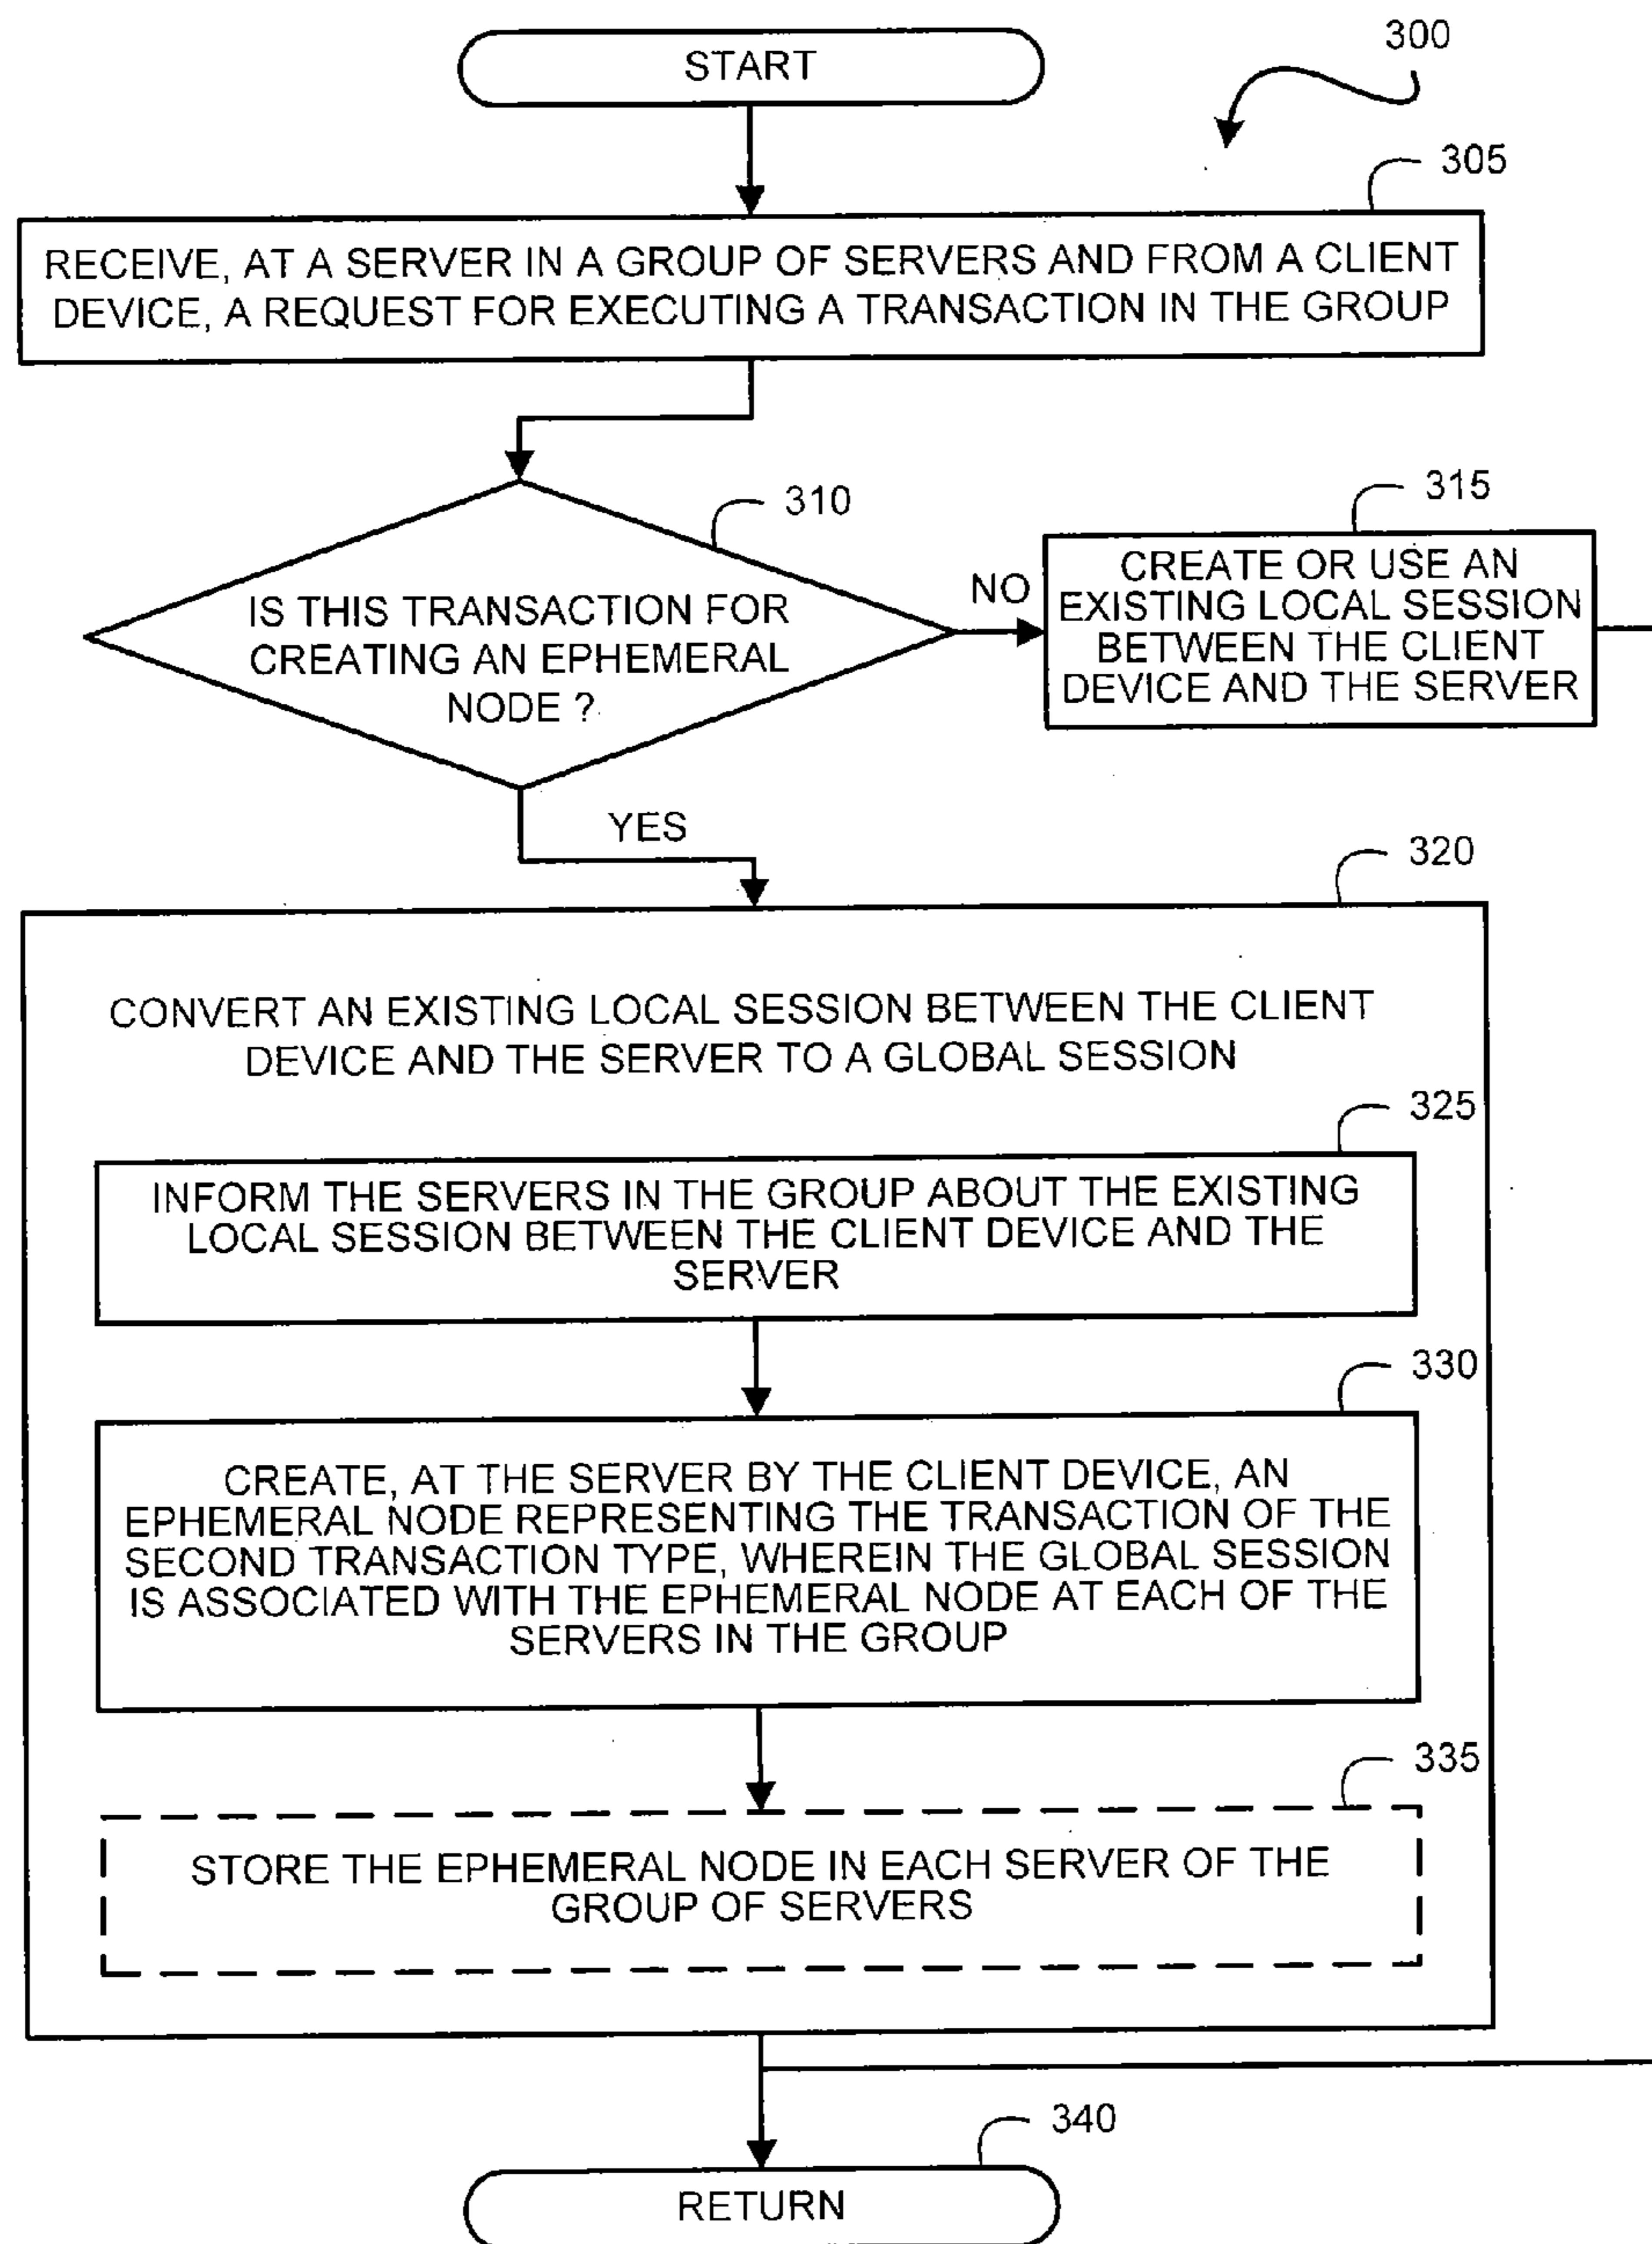 START
300
305
RECEIVE, AT A SERVER IN A GROUP OF SERVERS AND FROM A CLIENT
DEVICE, A REQUEST FOR EXECUTING A TRANSACTION IN THE GROUP
310
IS THIS TRANSACTION FOR
CREATING AN EPHEMERAL
NODE ?
NO
315
CREATE OR USE AN
EXISTING LOCAL SESSION
BETWEEN THE CLIENT
DEVICE AND THE SERVER
YES
320
CONVERT AN EXISTING LOCAL SESSION BETWEEN THE CLIENT
DEVICE AND THE SERVER TO A GLOBAL SESSION
325
INFORM THE SERVERS IN THE GROUP ABOUT THE EXISTING
LOCAL SESSION BETWEEN THE CLIENT DEVICE AND THE
SERVER
330
CREATE, AT THE SERVER BY THE CLIENT DEVICE, AN
EPHEMERAL NODE REPRESENTING THE TRANSACTION OF THE
SECOND TRANSACTION TYPE, WHEREIN THE GLOBAL SESSION
IS ASSOCIATED WITH THE EPHEMERAL NODE AT EACH OF THE
SERVERS IN THE GROUP
335
STORE THE EPHEMERAL NODE IN EACH SERVER OF THE
GROUP OF SERVERS
340
RETURN